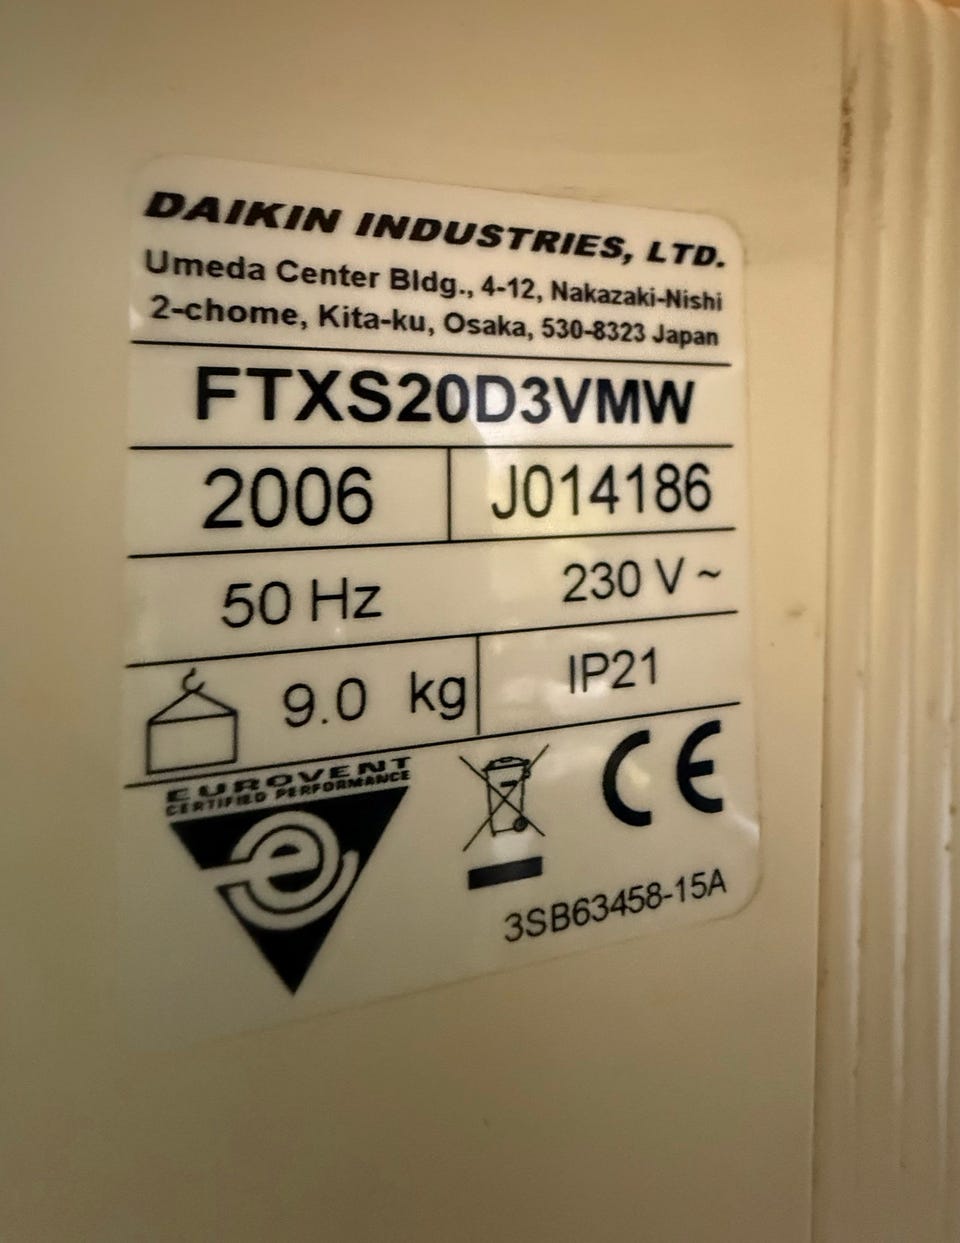 DAIKIN INDUSTRIES, LTD.
Umeda Center Bldg., 4-12, Nakazaki-Nishi
2-chome, Kita-ku, Osaka, 530-8323 Japan
FTXS20D3VMW
2006 J014186
50 Hz 230 V ~
9.0 kg IP21
EUROVENT
CERTIFIED PERFORMANCE
CE
3SB63458-15A